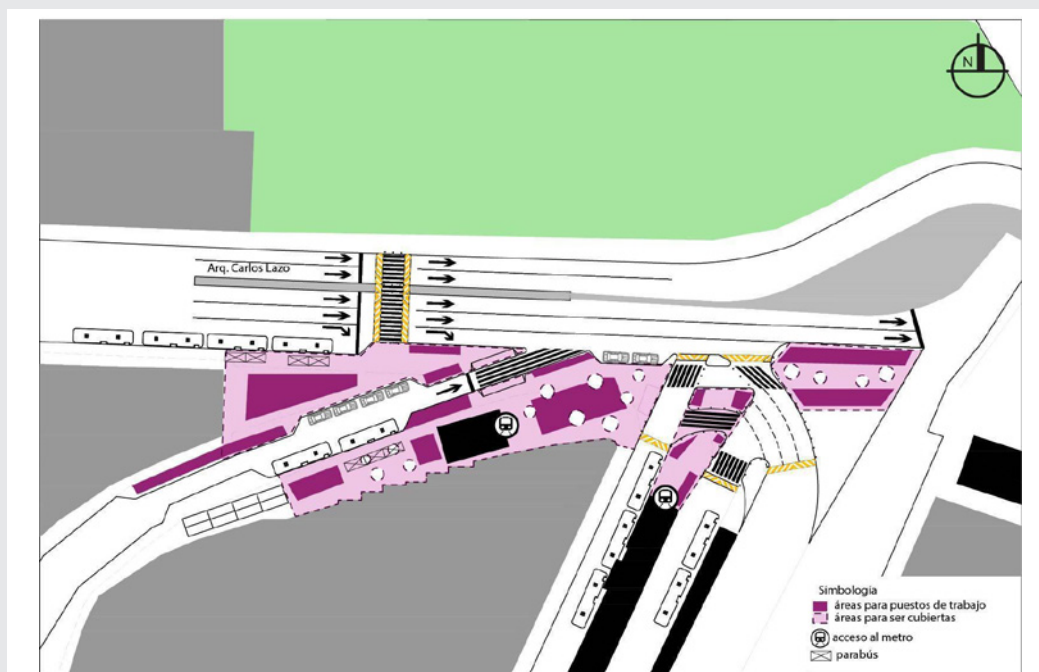 N
Arq. Carlos Lazo
Simbología
áreas para puestos de trabajo
áreas para ser cubiertas
acceso al metro
parabús